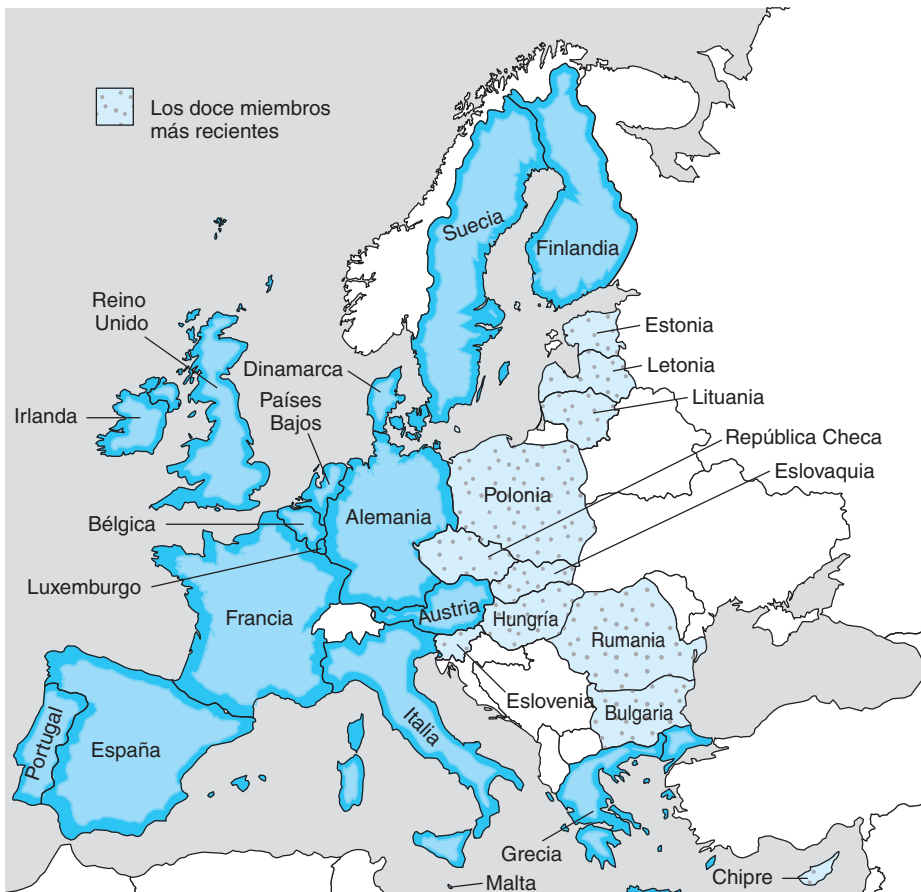 Los doce miembros
más recientes
Suecia
Finlandia
Reino
Unido
Estonia
Dinamarca
Letonia
Países
Bajos
Lituania
Irlanda
República Checa
Eslovaquia
Polonia
Bélgica
Alemania
Luxemburgo
Francia
Austria
Hungría
Rumania
Eslovenia
Bulgaria
Italia
Portugal
España
Grecia
Malta
Chipre